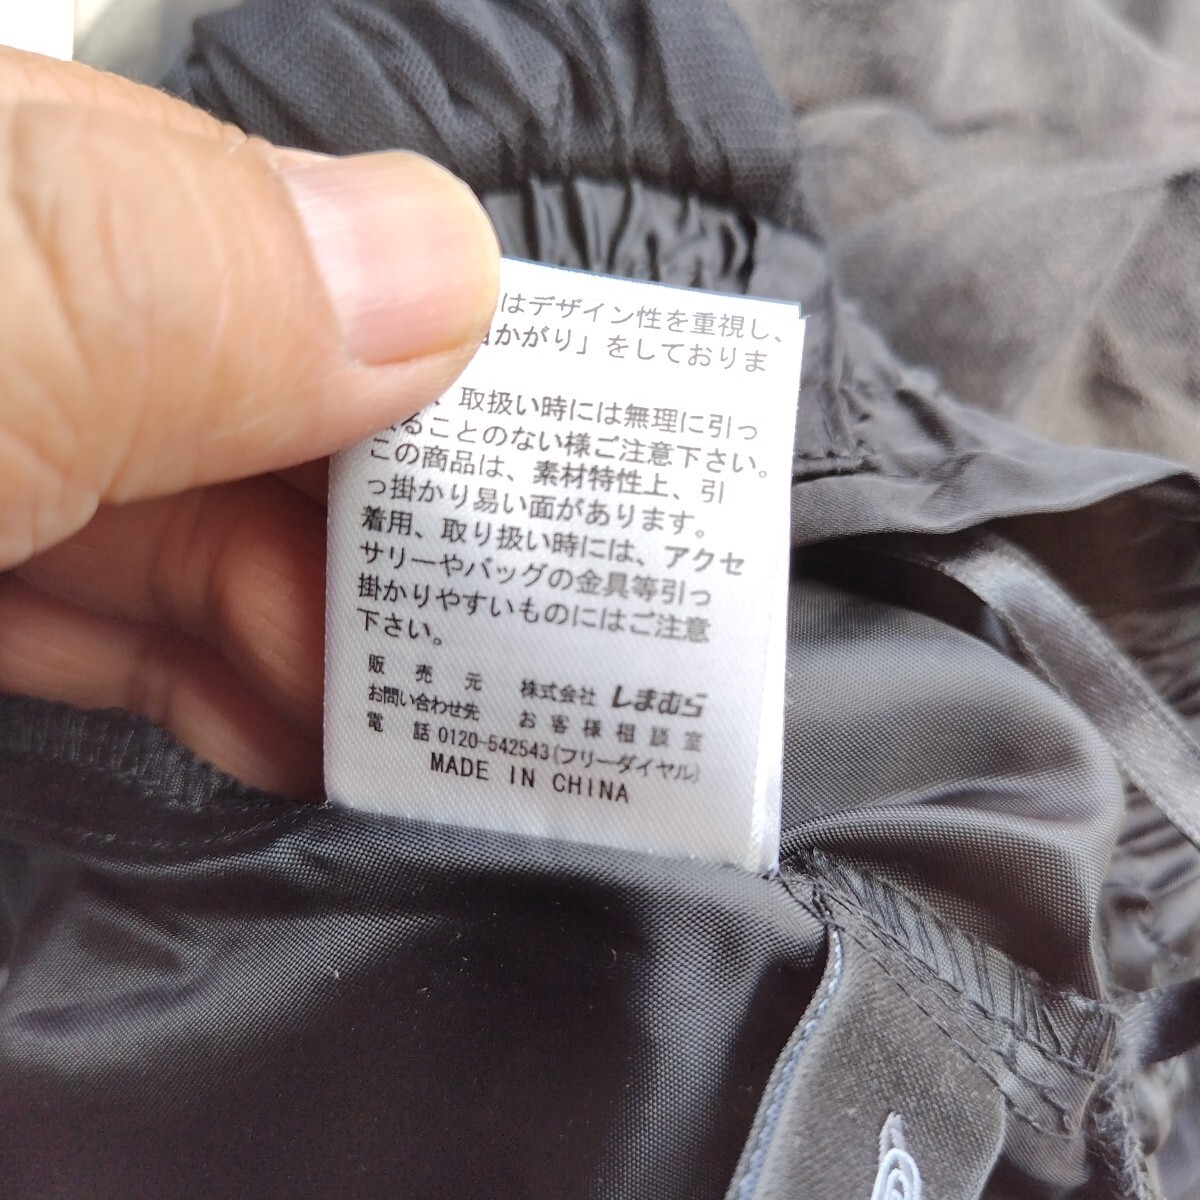 はデザイン性を重視し、
かがり」をしておりま
、取扱い時には無理に引っ
ることのない様ご注意下さい。
この商品は、素材特性上、引
っ掛かり易い面があります。
着用、取り扱い時には、アクセ
サリーやバッグの金具等引っ
掛かりやすいものにはご注意
下さい。
販売元 株式会社 しまむら
お問い合わせ先 お客様相談室
電話 0120-542543(フリーダイヤル)
MADE IN CHINA